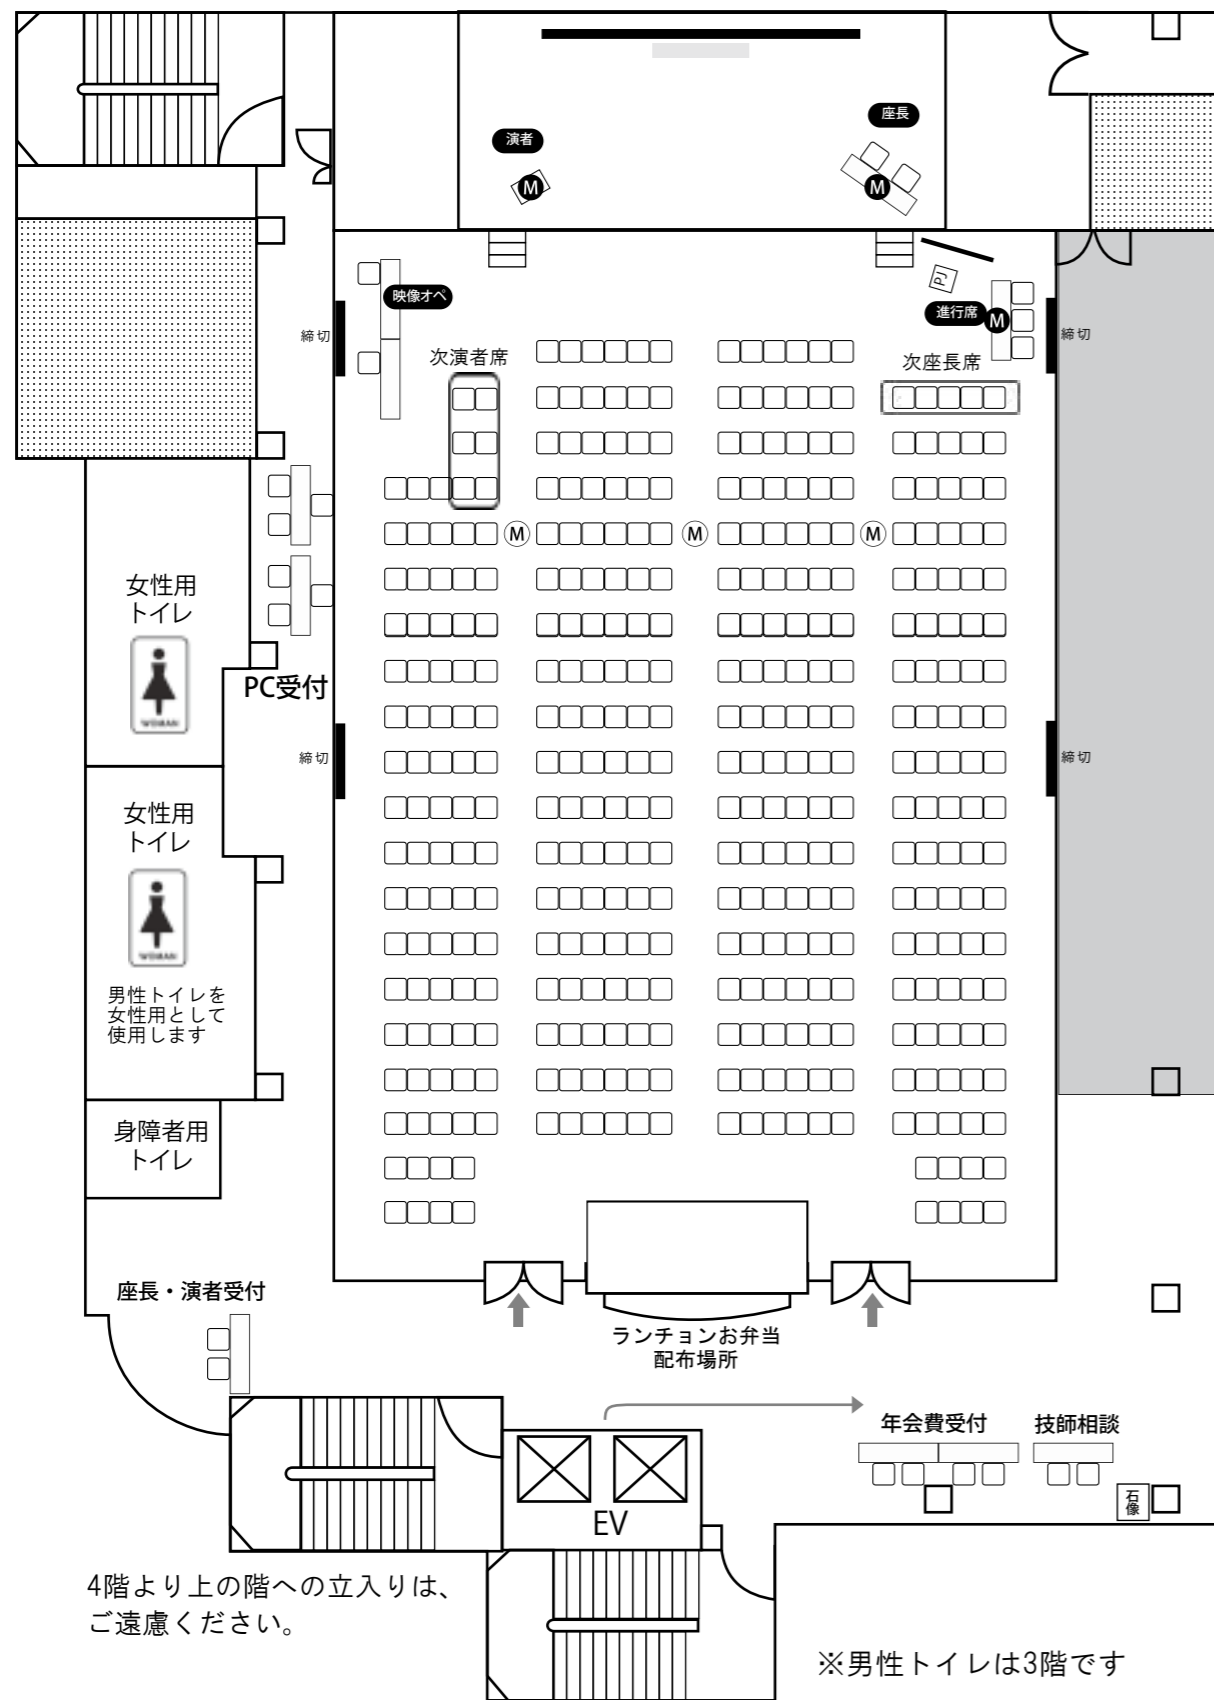 座長
演者
M
M
PJ
映像オペ
進行席
M
締切
締切
次演者席
次座長席
M
M
M
女性用
トイレ
WOMAN
PC受付
締切
締切
女性用
トイレ
WOMAN
男性トイレを
女性用として
使用します
身障者用
トイレ
座長・演者受付
ランチョンお弁当
配布場所
年会費受付
技師相談
石像
EV
4階より上の階への立入りは、
ご遠慮ください。
※男性トイレは3階です